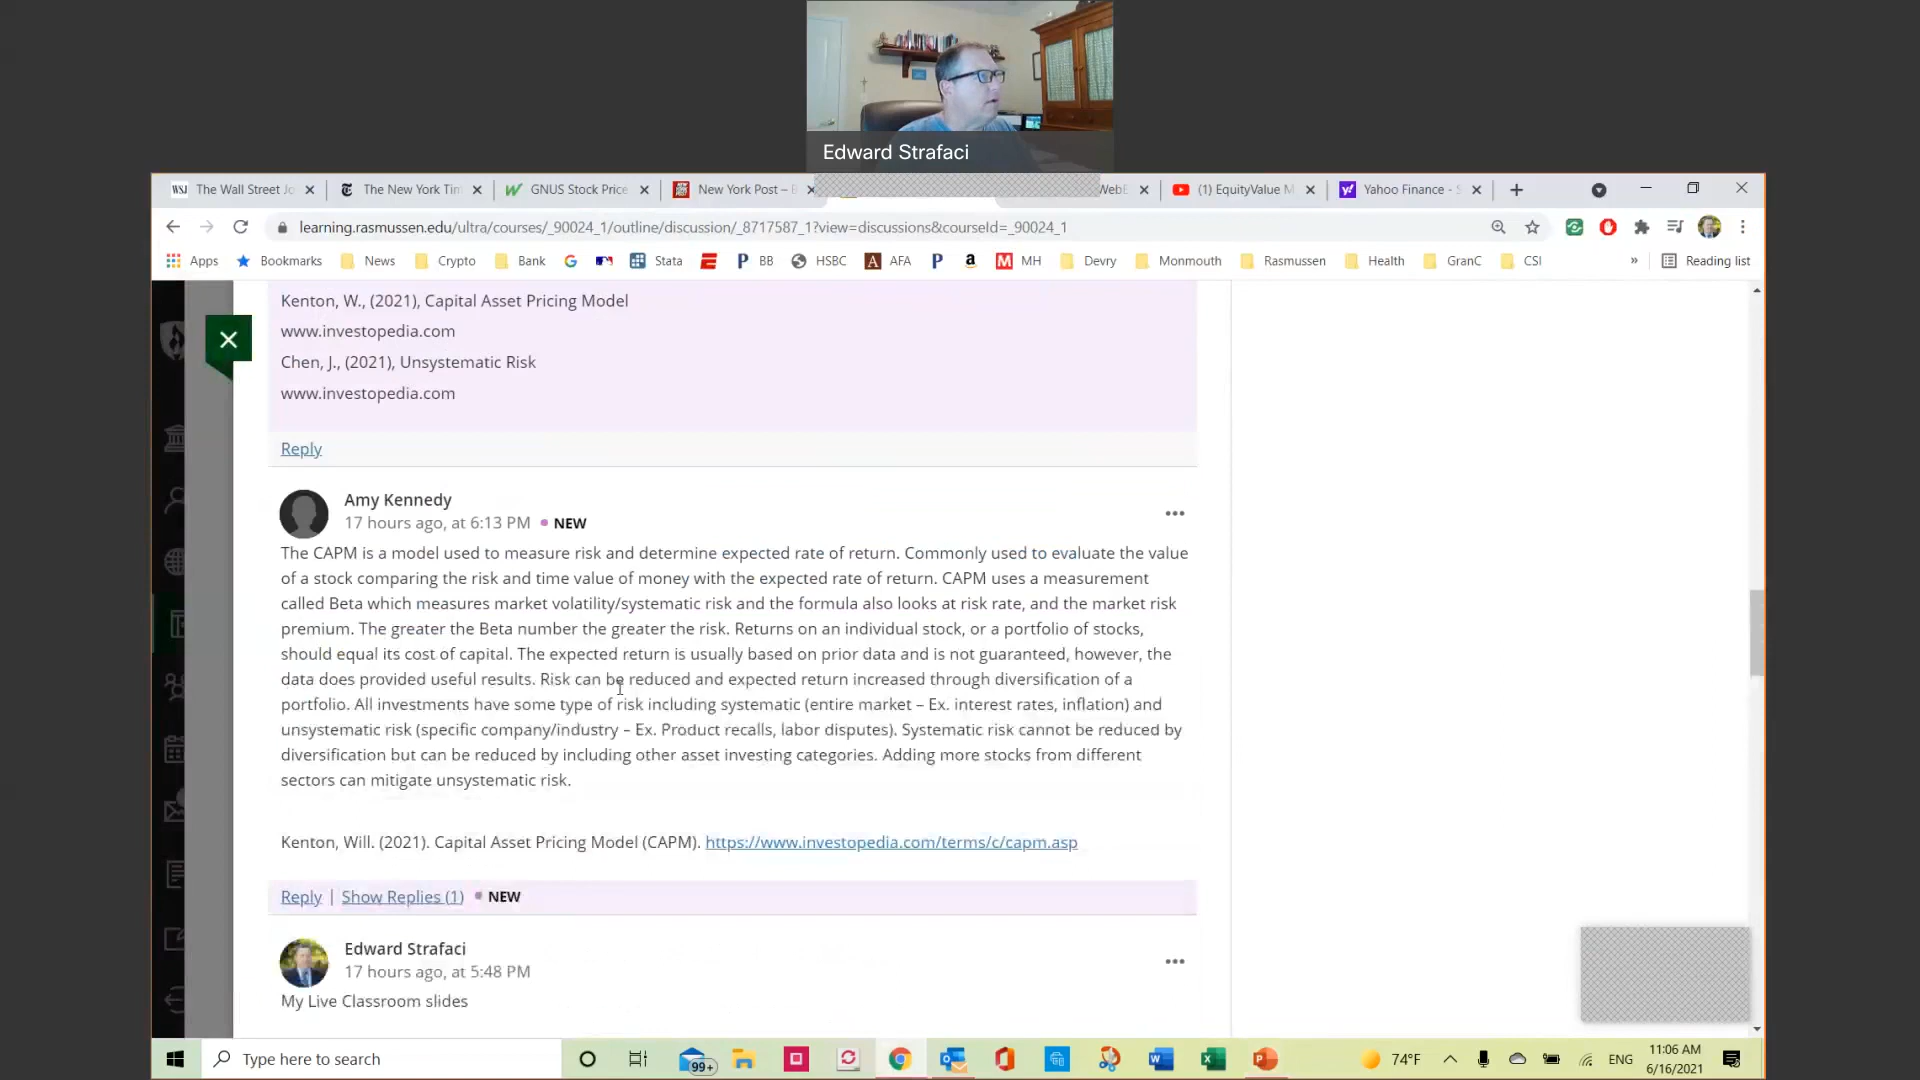 Edward Strafaci
WSJ The Wall Street Jo
The New York Tim
GNUS Stock Price
New York Post –
WebE
(1) EquityValue M
Yahoo Finance -
learning.rasmussen.edu/ultra/courses/_90024_1/outline/discussion/_8717587_1?view=discussions&courseId=_90024_1
Apps Bookmarks News Crypto Bank Stata BB HSBC AFA MH Devry Monmouth Rasmussen Health GranC CSI » Reading list
Kenton, W., (2021), Capital Asset Pricing Model
www.investopedia.com
Chen, J., (2021), Unsystematic Risk
www.investopedia.com
Reply
Amy Kennedy
17 hours ago, at 6:13 PM NEW
The CAPM is a model used to measure risk and determine expected rate of return. Commonly used to evaluate the value
of a stock comparing the risk and time value of money with the expected rate of return. CAPM uses a measurement
called Beta which measures market volatility/systematic risk and the formula also looks at risk rate, and the market risk
premium. The greater the Beta number the greater the risk. Returns on an individual stock, or a portfolio of stocks,
should equal its cost of capital. The expected return is usually based on prior data and is not guaranteed, however, the
data does provided useful results. Risk can be reduced and expected return increased through diversification of a
portfolio. All investments have some type of risk including systematic (entire market – Ex. interest rates, inflation) and
unsystematic risk (specific company/industry – Ex. Product recalls, labor disputes). Systematic risk cannot be reduced by
diversification but can be reduced by including other asset investing categories. Adding more stocks from different
sectors can mitigate unsystematic risk.
Kenton, Will. (2021). Capital Asset Pricing Model (CAPM). https://www.investopedia.com/terms/c/capm.asp
Reply | Show Replies (1) NEW
Edward Strafaci
17 hours ago, at 5:48 PM
My Live Classroom slides
Type here to search
99+
74°F
ENG
11:06 AM
6/16/2021